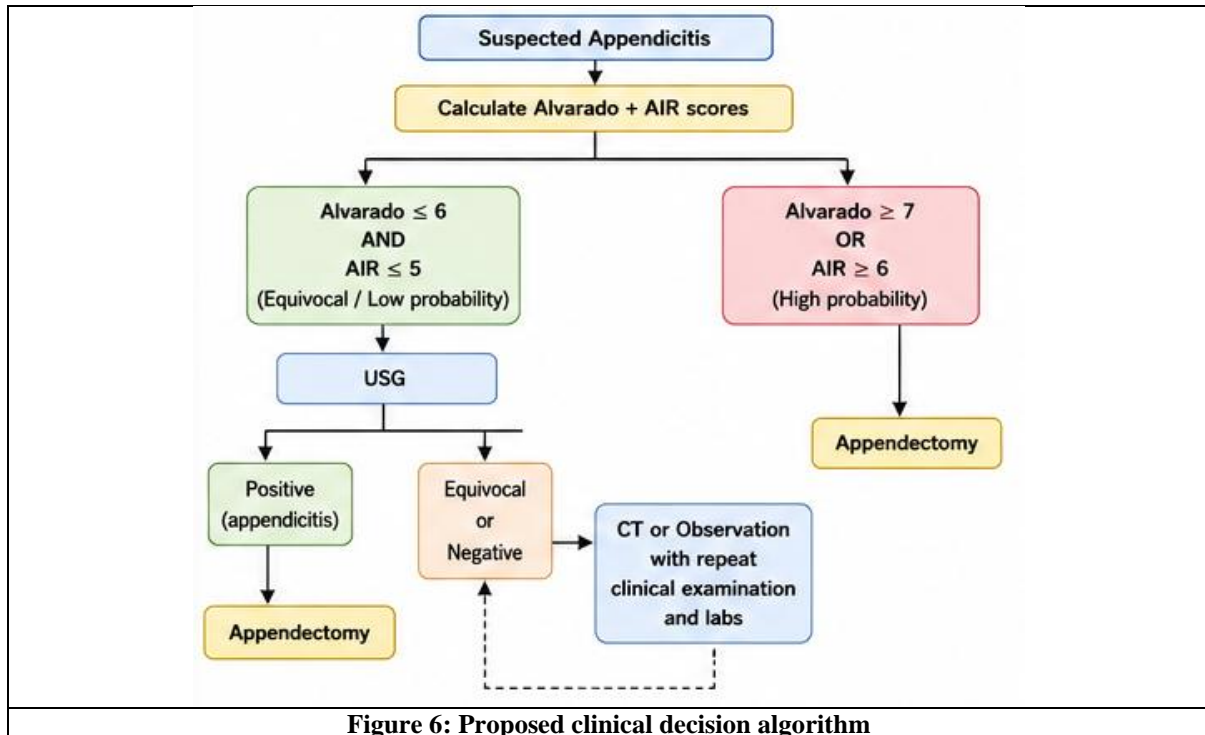 Suspected Appendicitis
Calculate Alvarado + AIR scores
Alvarado ≤ 6
AND
AIR ≤ 5
(Equivocal / Low probability)
Alvarado ≥ 7
OR
AIR ≥ 6
(High probability)
USG
Appendectomy
Positive
(appendicitis)
Equivocal
or
Negative
CT or Observation
with repeat
clinical examination
and labs
Appendectomy
Figure 6: Proposed clinical decision algorithm